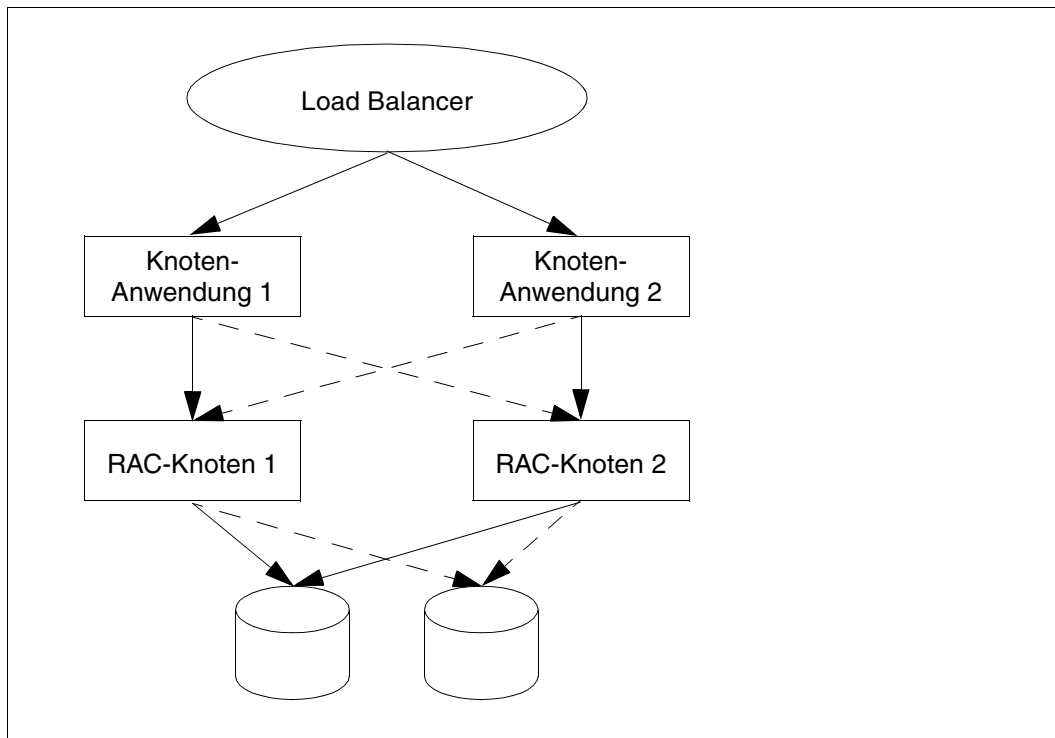 Load Balancer
Knoten-
Anwendung 1
Knoten-
Anwendung 2
RAC-Knoten 1
RAC-Knoten 2